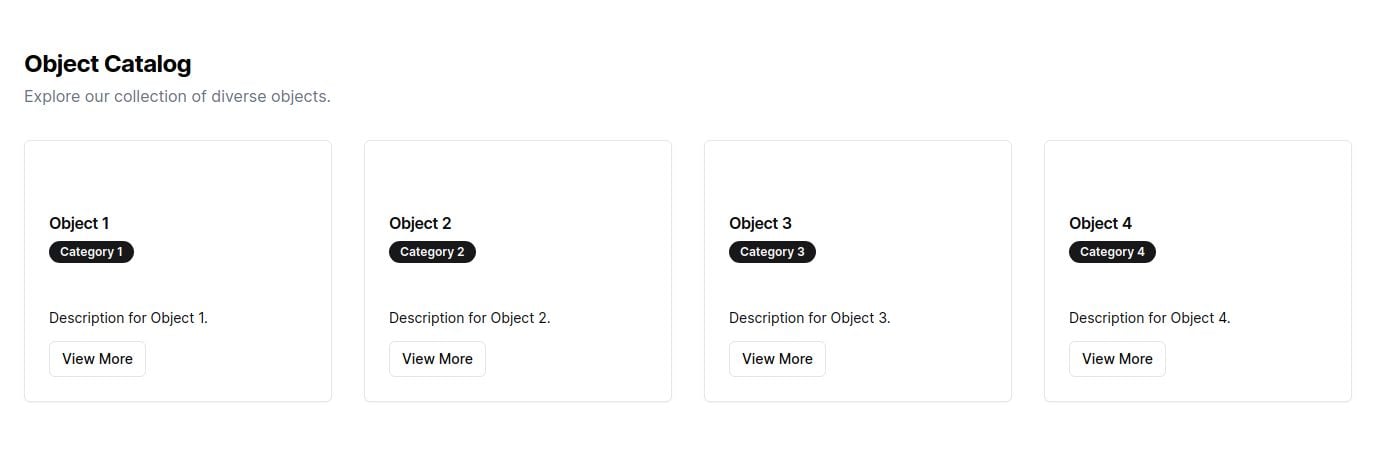 Object Catalog
Explore our collection of diverse objects.
Object 1
Category 1
Description for Object 1.
View More
Object 2
Category 2
Description for Object 2.
View More
Object 3
Category 3
Description for Object 3.
View More
Object 4
Category 4
Description for Object 4.
View More